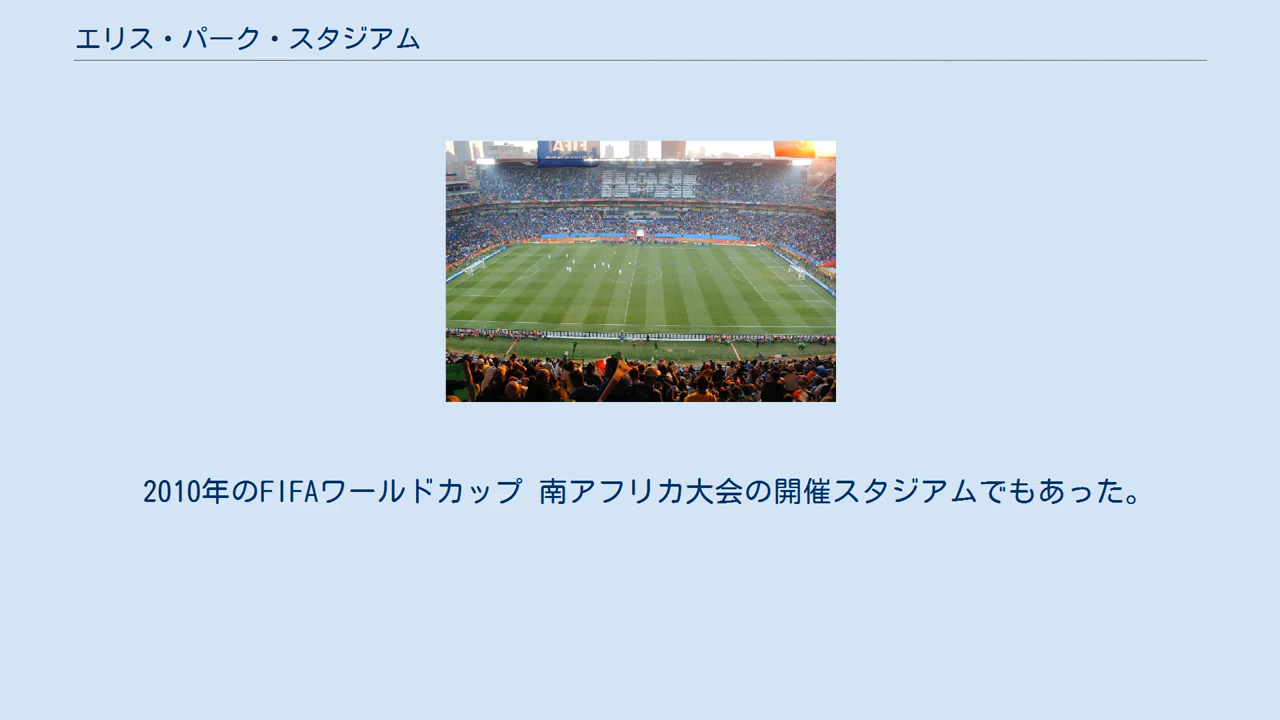 エリス・パーク・スタジアム
2010年のFIFAワールドカップ 南アフリカ大会の開催スタジアムでもあった。